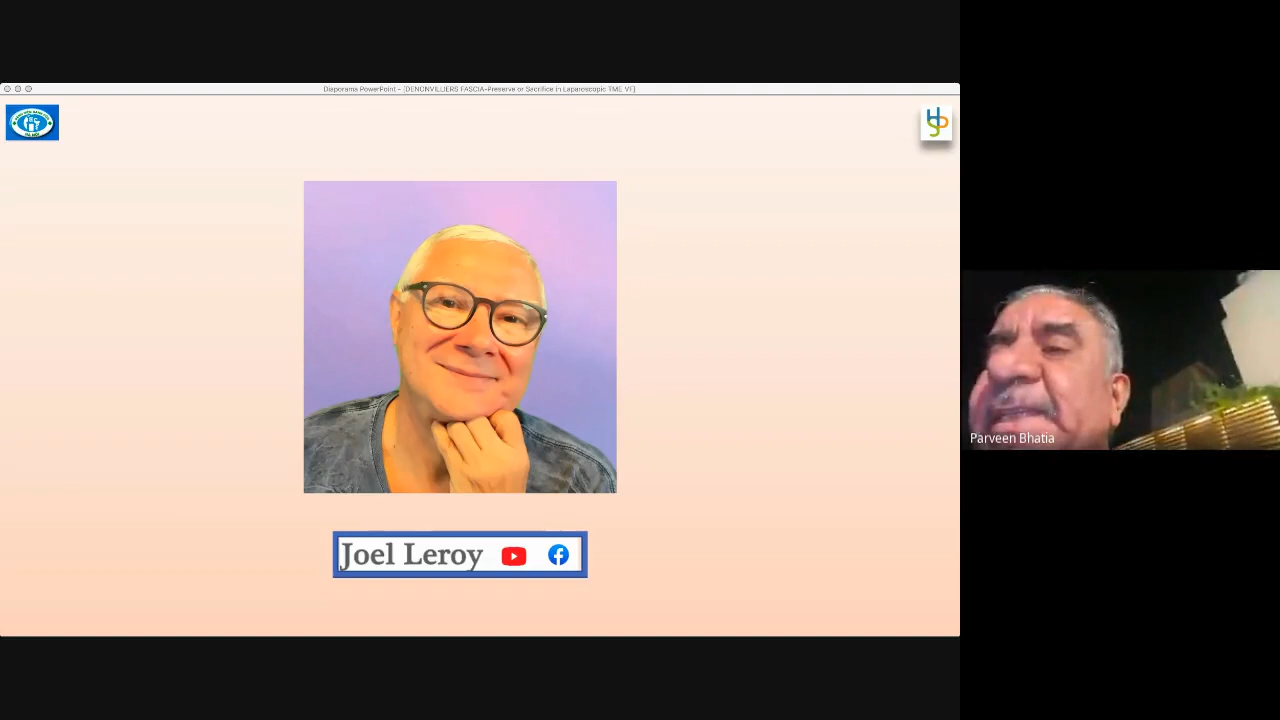 Diaporama PowerPoint - [DENONVILLIERS FASCIA-Preserve or Sacrifice in Laparoscopic TME VF]
Joel Leroy
Parveen Bhatia